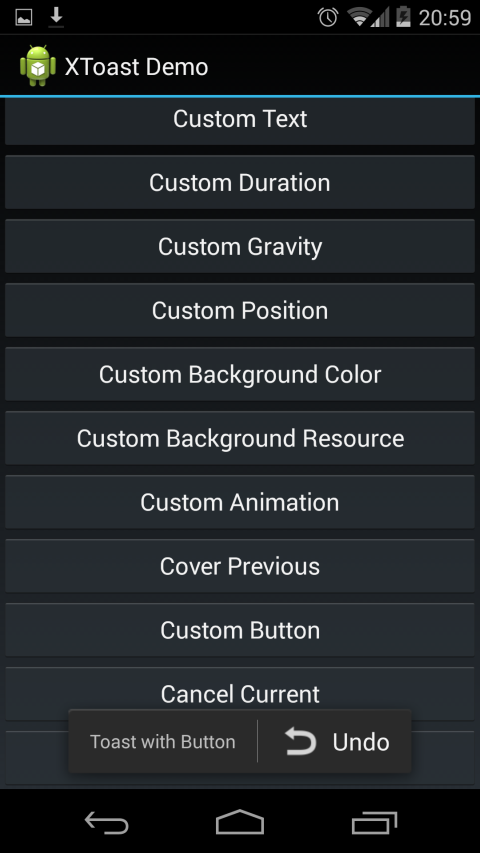 20:59
XToast Demo
Custom Text
Custom Duration
Custom Gravity
Custom Position
Custom Background Color
Custom Background Resource
Custom Animation
Cover Previous
Custom Button
Cancel Current
Toast with Button
Undo